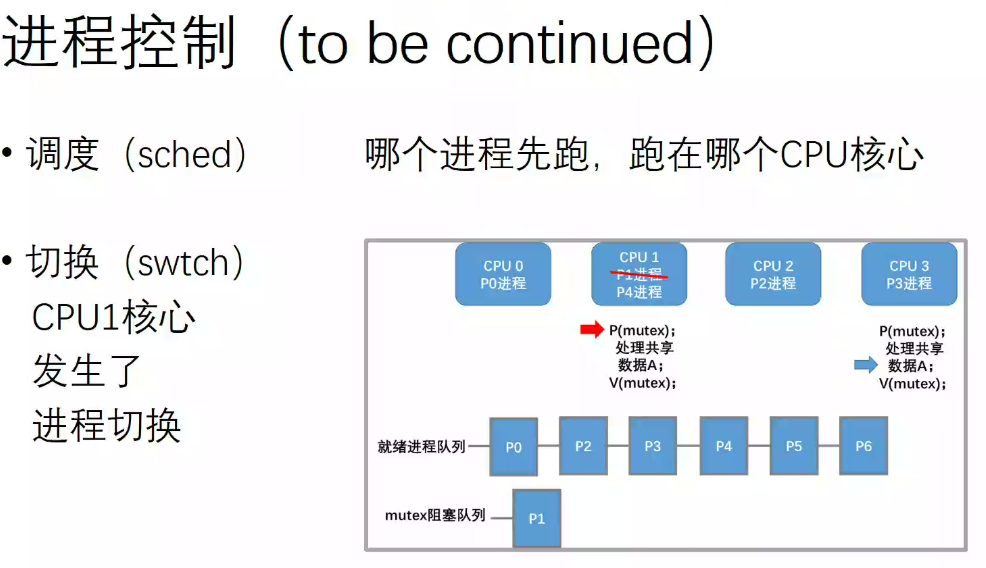 进程控制（to be continued）
• 调度（sched）
哪个进程先跑，跑在哪个CPU核心
• 切换（swtch）
CPU1核心
发生了
进程切换
CPU 0
P0进程
CPU 1
P1进程
P4进程
CPU 2
P2进程
CPU 3
P3进程
P(mutex);
处理共享
数据A；
V(mutex);
P(mutex);
处理共享
数据A；
V(mutex);
就绪进程队列
P0
P2
P3
P4
P5
P6
mutex阻塞队列
P1